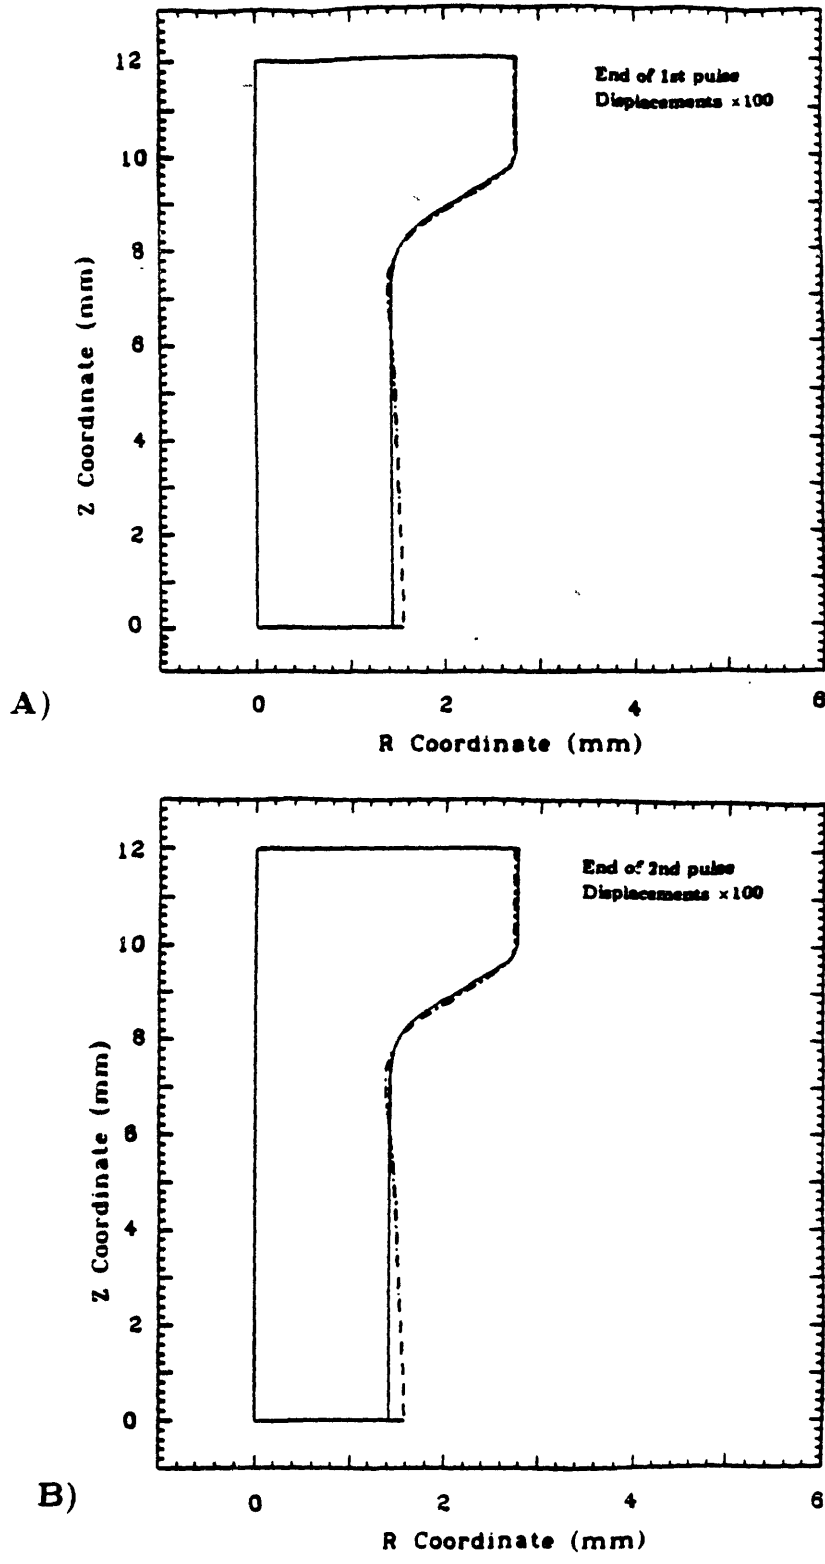 12
End of 1st pulse
Displacements ×100
10
8
6
4
2
0
Z Coordinate (mm)
A)
0 2 4 6
R Coordinate (mm)
12
End of 2nd pulse
Displacements ×100
10
8
6
4
2
0
Z Coordinate (mm)
B)
0 2 4 6
R Coordinate (mm)